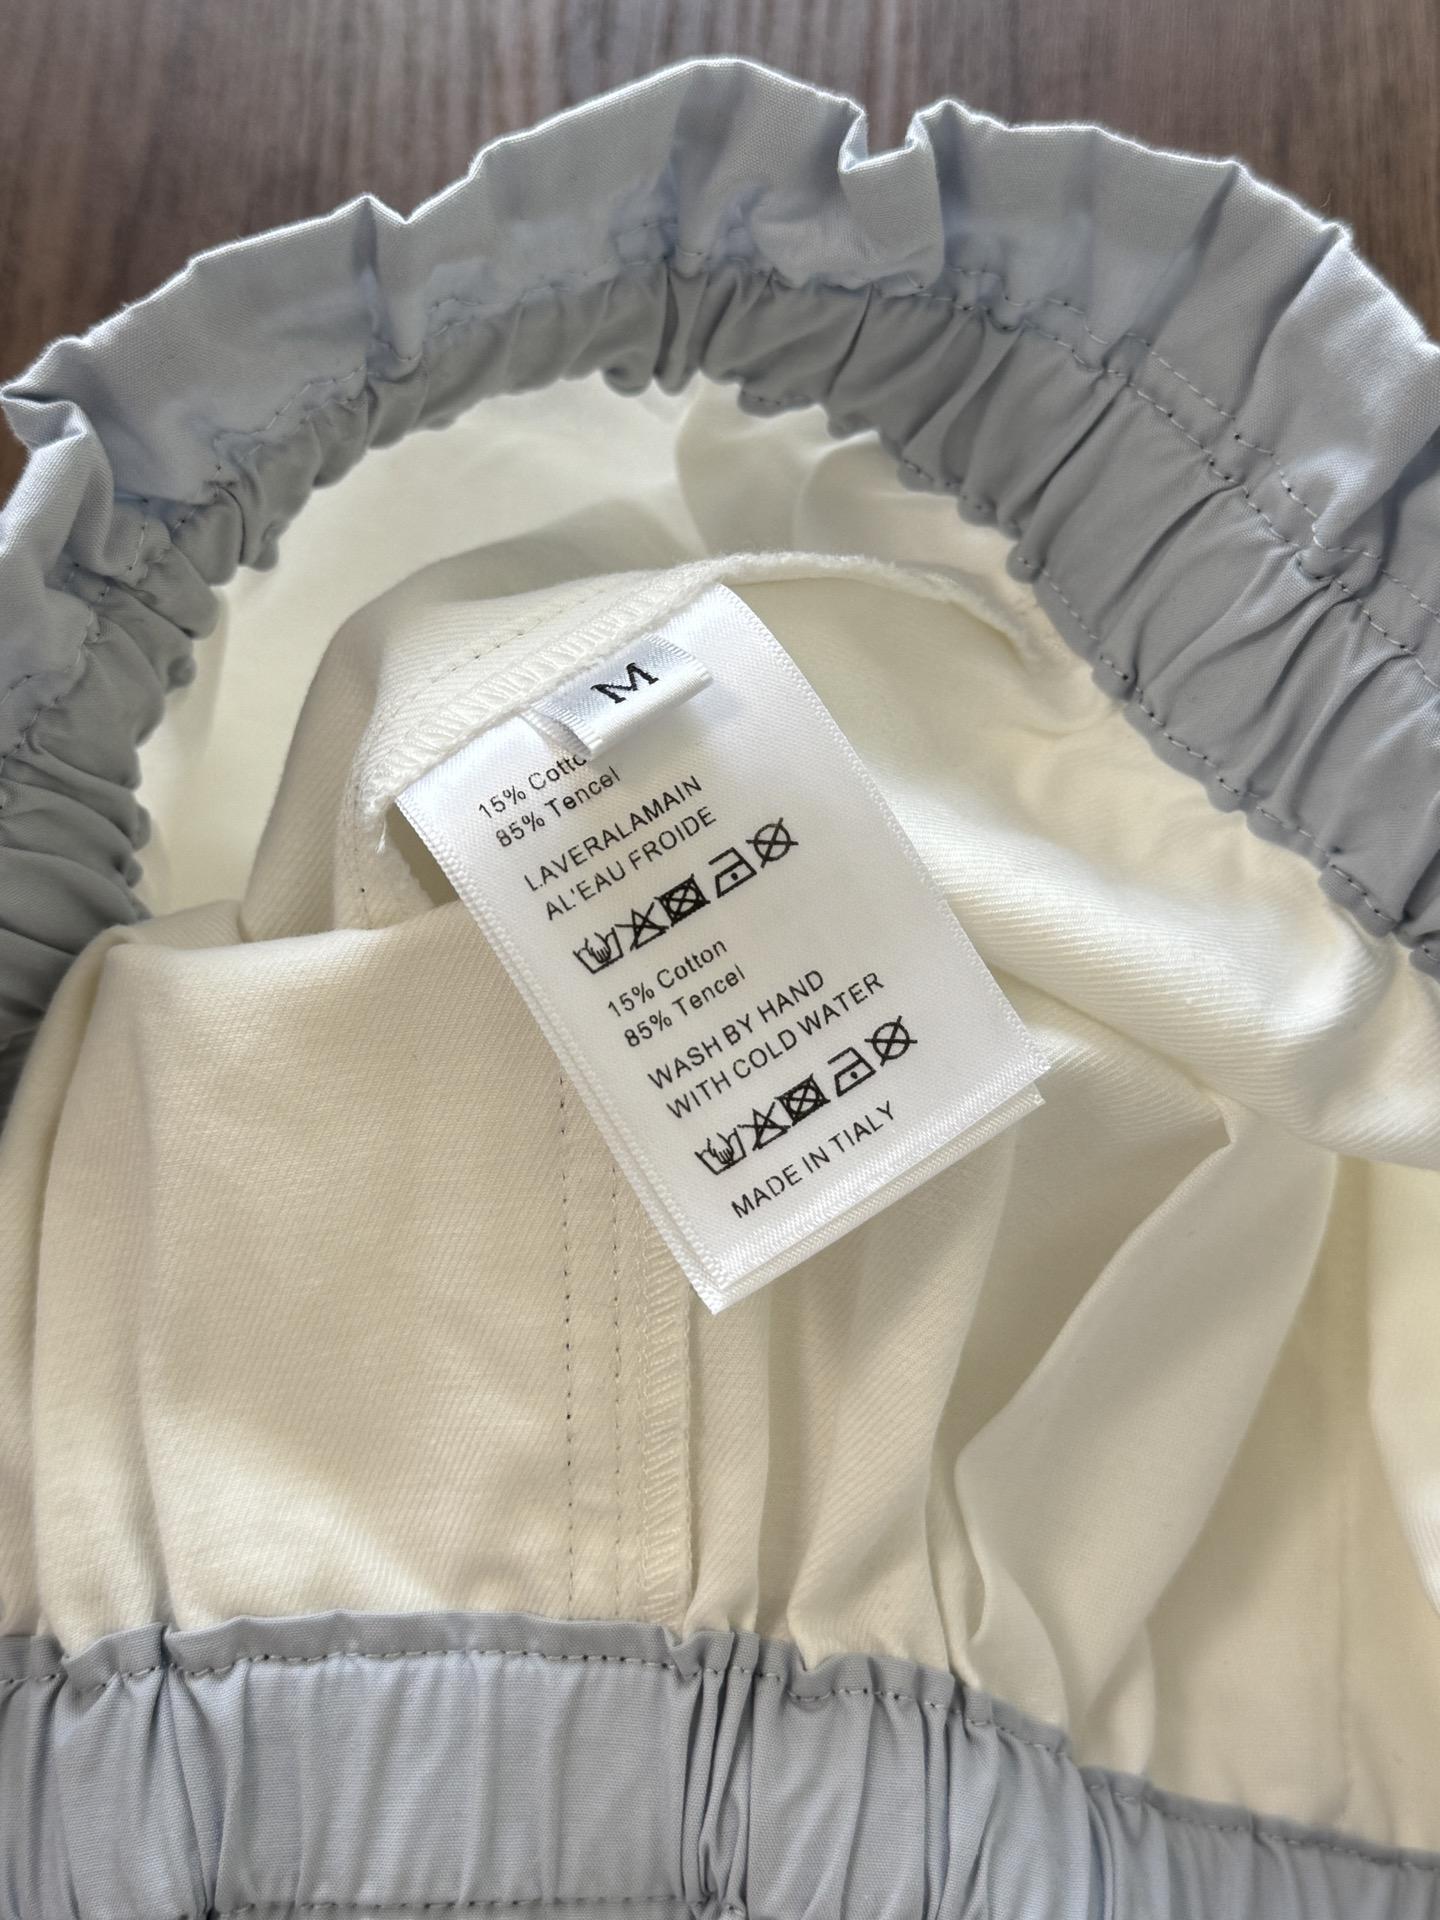 M
15% Cotto
85% Tencel
LAVERALAMAIN
AL'EAU FROIDE
15% Cotton
85% Tencel
WASH BY HAND
WITH COLD WATER
MADE IN TIALY